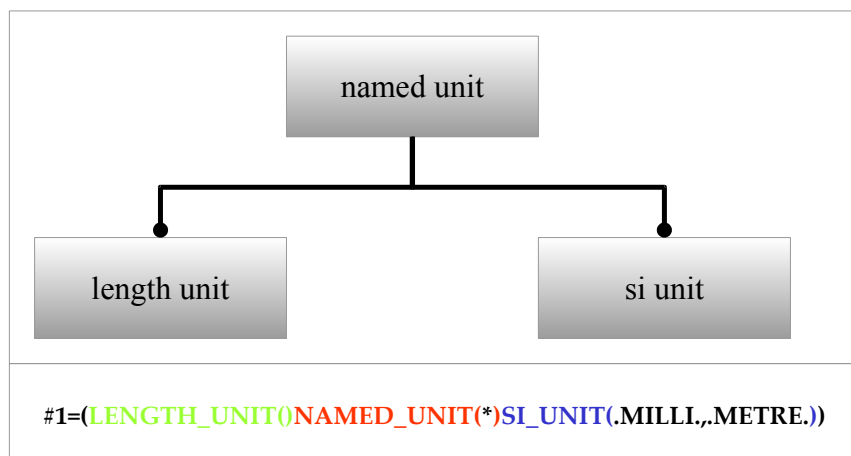 named unit
length unit
si unit
#1=(LENGTH_UNIT()NAMED_UNIT(*)SI_UNIT(.MILLI.,.METRE.))